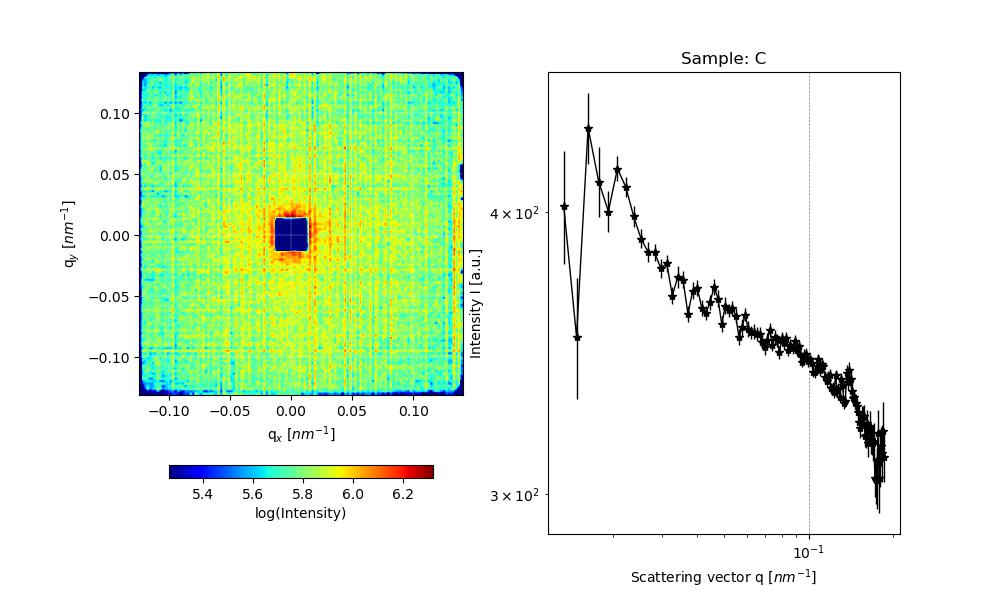 Sample: C
0.10
0.05
0.00
−0.05
−0.10
q_y [nm^{-1}]
−0.10
−0.05
0.00
0.05
0.10
q_x [nm^{-1}]
5.4
5.6
5.8
6.0
6.2
log(Intensity)
4 × 10^2
3 × 10^2
Intensity I [a.u.]
10^{-1}
Scattering vector q [nm^{-1}]